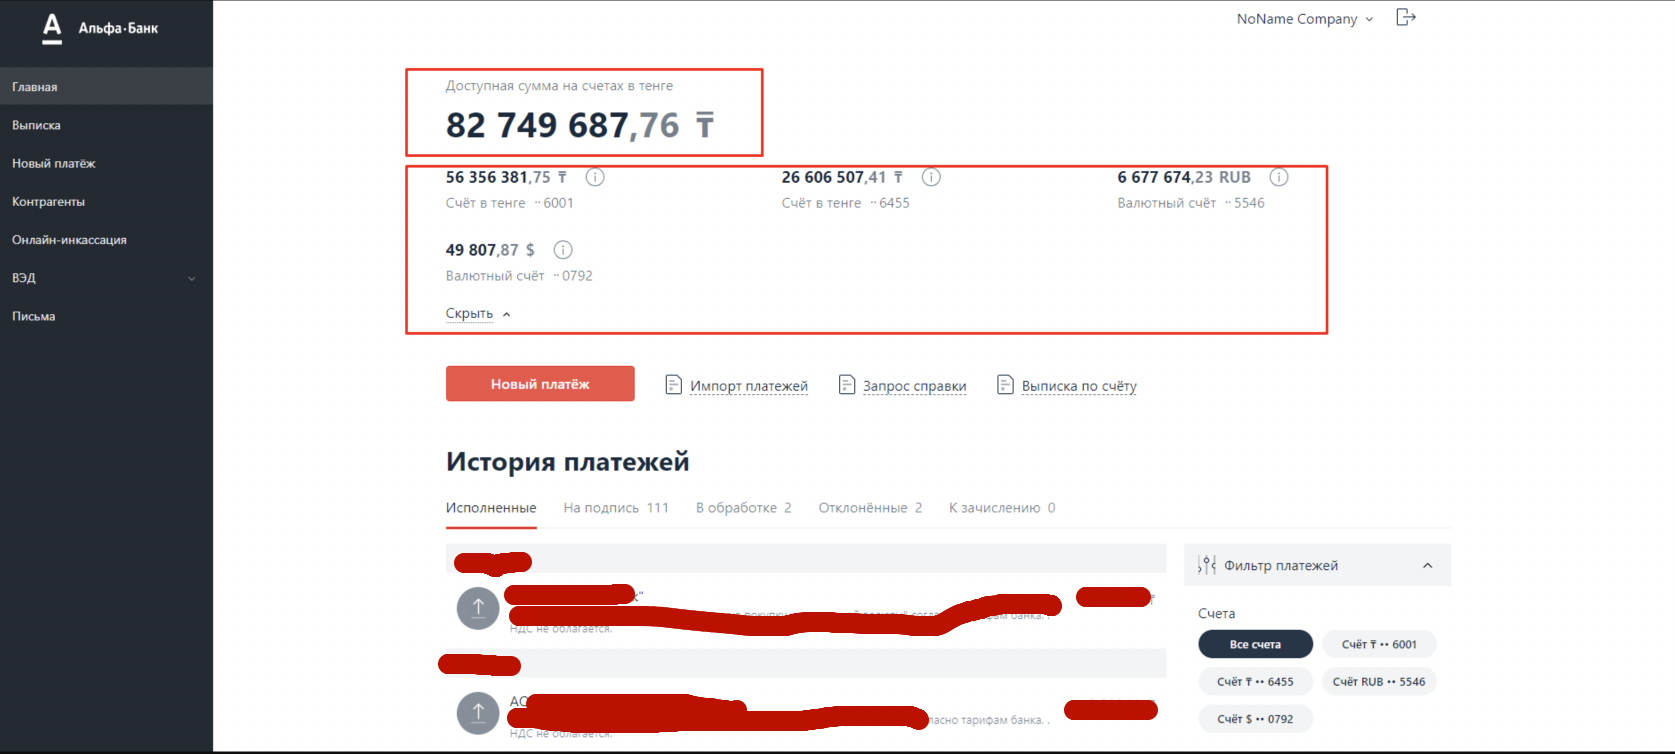 Альфа·Банк
NoName Company
Главная
Выписка
Новый платёж
Контрагенты
Онлайн-инкассация
ВЭД
Письма
Доступная сумма на счетах в тенге
82 749 687,76 ₸
56 356 381,75 ₸
Счёт в тенге ··6001
26 606 507,41 ₸
Счёт в тенге ··6455
6 677 674,23 RUB
Валютный счёт ··5546
49 807,87 $
Валютный счёт ··0792
Скрыть
Новый платёж
Импорт платежей
Запрос справки
Выписка по счёту
История платежей
Исполненные
На подпись 111
В обработке 2
Отклонённые 2
К зачислению 0
НДС не облагается.
банка. .
АО
тарифам банка. .
НДС не облагается.
Фильтр платежей
Счета
Все счета
Счёт ₸ •• 6001
Счёт ₸ •• 6455
Счёт RUB •• 5546
Счёт $ •• 0792